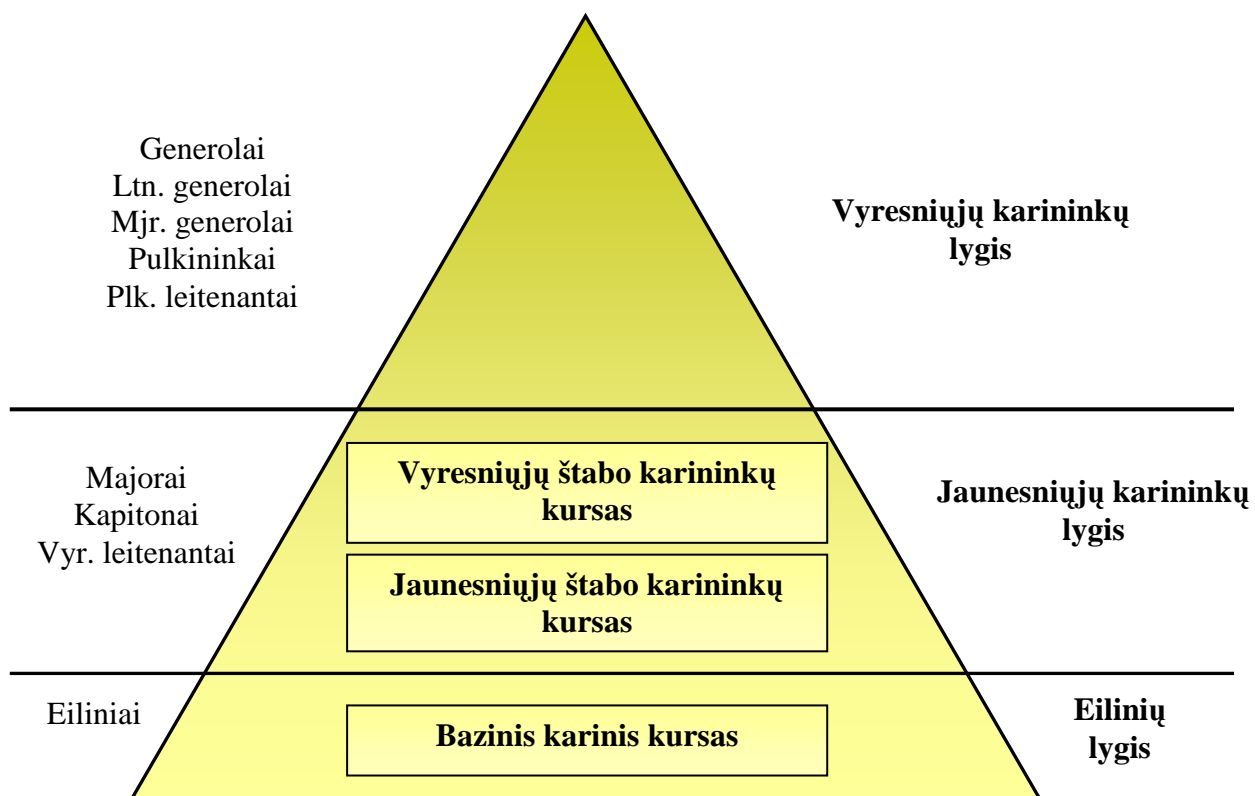 Generolai
Ltn. generolai
Mjr. generolai
Pulkininkai
Plk. leitenantai
Vyresniųjų karininkų
lygis
Majorai
Kapitonai
Vyr. leitenantai
Vyresniųjų štabo karininkų
kursas
Jaunesniųjų štabo karininkų
kursas
Jaunesniųjų karininkų
lygis
Eiliniai
Bazinis karinis kursas
Eilinių
lygis